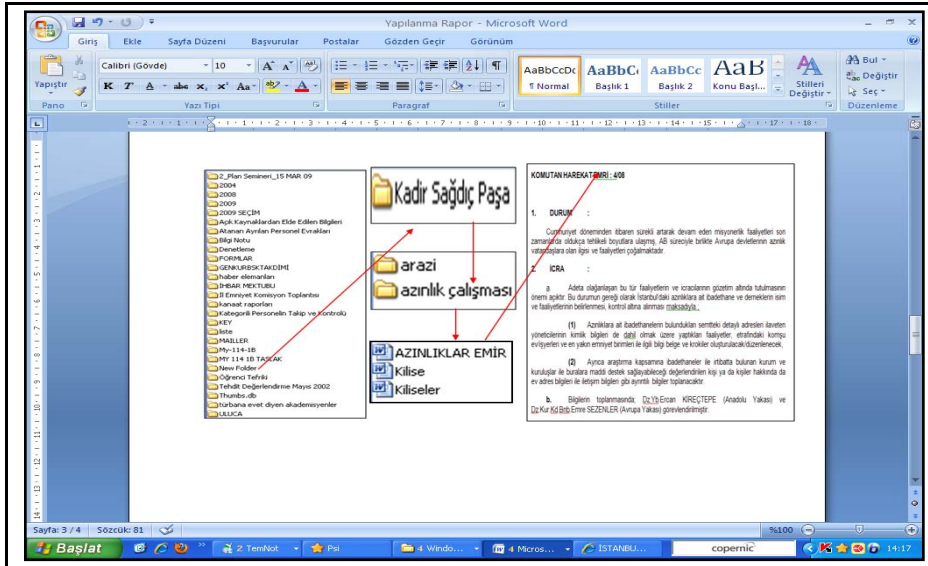 Yapılanma Rapor - Microsoft Word
Giriş Ekle Sayfa Düzeni Başvurular Postalar Gözden Geçir Görünüm
Calibri (Gövde) 10
Yapıştır
K T A abe x₂ x² Aa
AaBbCcDc AaBbC AaBbCc AaB
¶ Normal Başlık 1 Başlık 2 Konu Başl...
Stilleri Değiştir
Bul
Değiştir
Seç
Pano Yazı Tipi Paragraf Stiller Düzenleme
2_Plan Semineri_15 MAR 09
2004
2008
2009
2009 SEÇİM
Açık Kaynaklardan Elde Edilen Bilgileri
Atanan Ayrılan Personel Evrakları
Bilgi Notu
Denetleme
FORMLAR
GENKURBSKTAKDİMİ
haber elemanları
İHBAR MEKTUBU
İl Emniyet Komisyon Toplantısı
kanaat raporları
Kategorili Personelin Takip ve Kontrolü
KEY
liste
MAILLER
My-114-1B
MY 114 1B TASLAK
New Folder
Öğrenci Tefriki
Tehdit Değerlendirme Mayıs 2002
Thumbs.db
türbana evet diyen akademisyenler
ULUCA
Kadir Sağdıç Paşa
arazi
azınlık çalışması
AZINLIKLAR EMİR
Kilise
Kiliseler
KOMUTAN HAREKAT EMRİ : 4/08
1. DURUM :
Cumhuriyet döneminden itibaren sürekli artarak devam eden misyonerlik faaliyetleri son
zamanlarda oldukça tehlikeli boyutlara ulaşmış, AB süreciyle birlikte Avrupa devletlerinin azınlık
vatandaşlara olan ilgisi ve faaliyetleri çoğalmaktadır.
2. ICRA :
a. Adeta olağanlaşan bu tür faaliyetlerin ve icracılarının gözetim altında tutulmasının
önemi açıktır. Bu durumun gereği olarak İstanbul'daki azınlıklara ait ibadethane ve derneklerin isim
ve faaliyetlerinin belirlenmesi, kontrol altına alınması maksadıyla ;
(1) Azınlıklara ait ibadethanelerin bulundukları semtteki detaylı adresleri ilaveten
yöneticilerinin kimlik bilgileri de dahil olmak üzere yaptıkları faaliyetler, etrafındaki komşu
ev/işyerleri ve en yakın emniyet birimleri ile ilgili bilgi belge ve krokiler oluşturulacak/düzenlenecek,
(2) Ayrıca araştırma kapsamına ibadethaneler ile irtibatta bulunan kurum ve
kuruluşlar ile buralara maddi destek sağlayabileceği değerlendirilen kişi ya da kişiler hakkında da
ev adres bilgileri ile iletişim bilgileri gibi ayrıntılı bilgiler toplanacaktır.
b. Bilgilerin toplanmasında; Dz.Yb.Ercan KİREÇTEPE (Anadolu Yakası) ve
Dz.Kur.Kd.Bnb.Emre SEZENLER (Avrupa Yakası) görevlendirilmiştir.
Sayfa: 3 / 4 Sözcük: 81 %100
Başlat 2 TemNot Psi 4 Windo... 4 Micros... İSTANBU... copernic 14:17